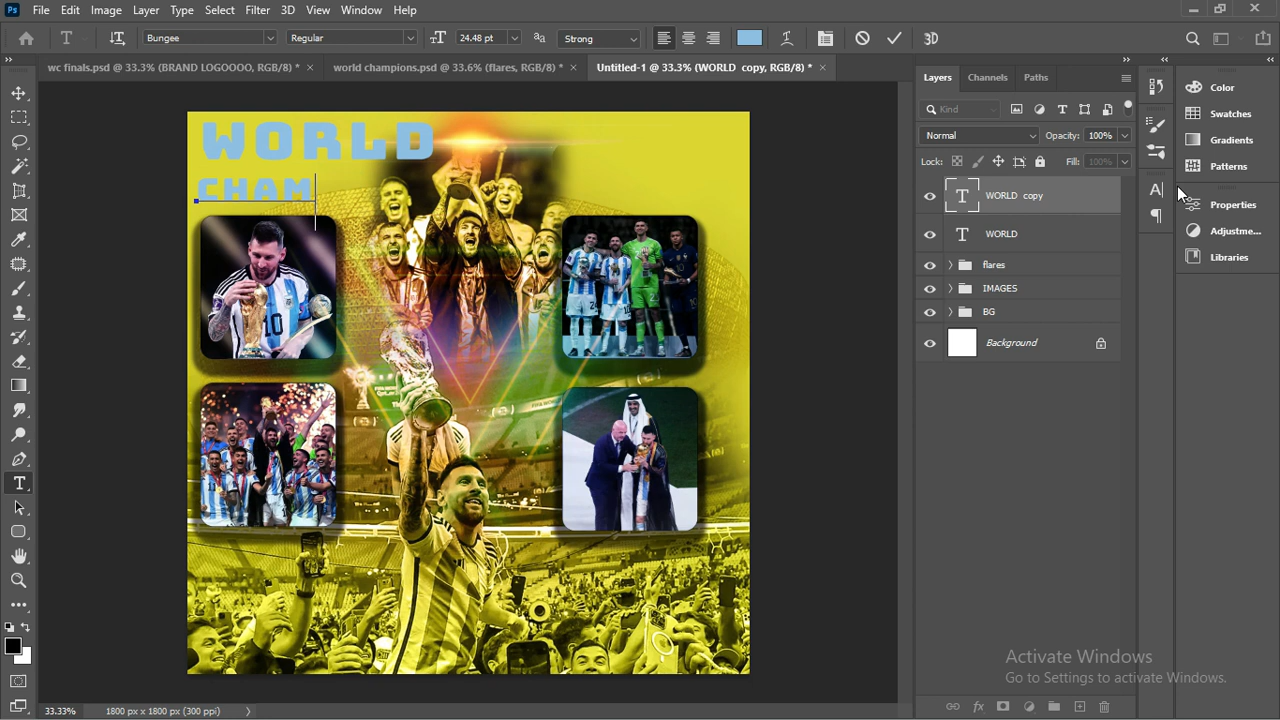 Ps File Edit Image Layer Type Select Filter 3D View Window Help
T Bungee Regular 24.48 pt Strong 3D
wc finals.psd @ 33.3% (BRAND LOGOOOO, RGB/8) * × world champions.psd @ 33.6% (flares, RGB/8) * × Untitled-1 @ 33.3% (WORLD copy, RGB/8) * ×
Layers Channels Paths
Kind
Normal Opacity: 100%
Lock: Fill: 100%
WORLD copy
WORLD
flares
IMAGES
BG
Background
Color
Swatches
Gradients
Patterns
Properties
Adjustme...
Libraries
WORLD
CHAM
10
Activate Windows
Go to Settings to activate Windows.
33.33% 1800 px x 1800 px (300 ppi)